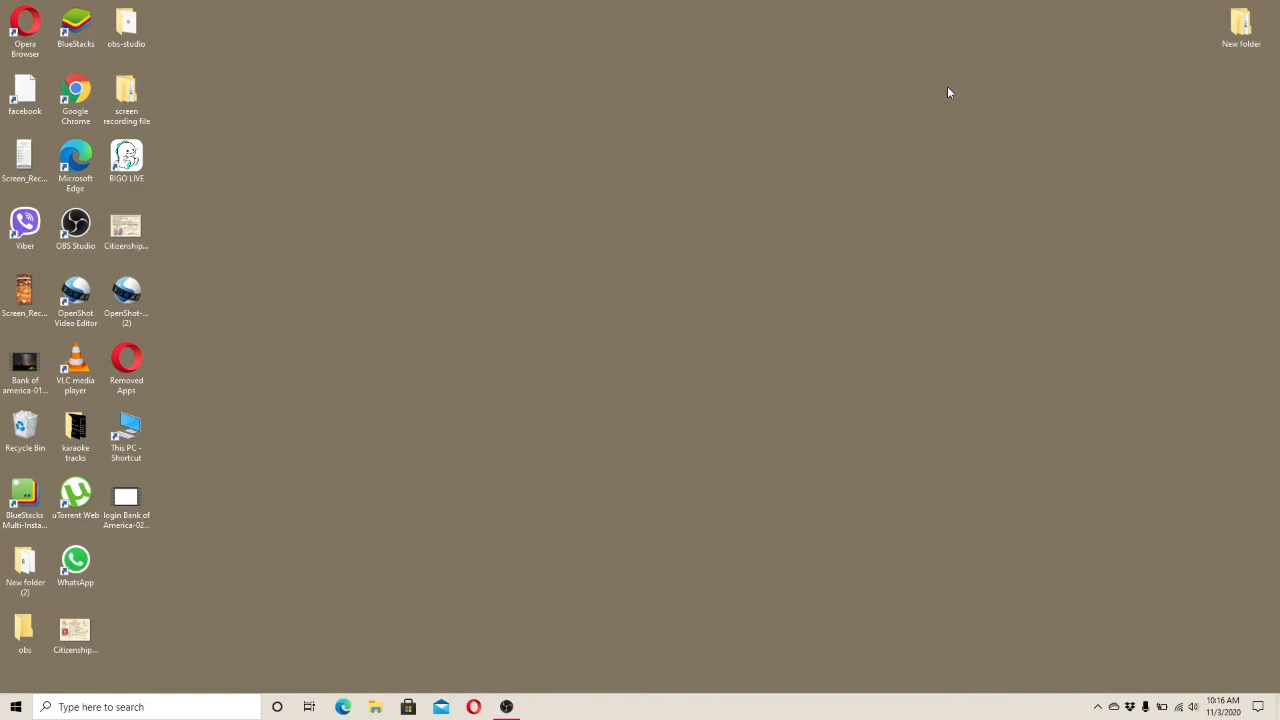 Opera
Browser
BlueStacks
obs-studio
New folder
facebook
Google
Chrome
screen
recording file
Screen_Rec...
Microsoft
Edge
BIGO LIVE
Viber
OBS Studio
Citizenship...
Screen_Rec...
OpenShot
Video Editor
OpenShot-...
(2)
Bank of
america-01...
VLC media
player
Removed
Apps
Recycle Bin
karaoke
tracks
This PC -
Shortcut
BlueStacks
Multi-Insta...
uTorrent Web
login Bank of
America-02...
New folder
(2)
WhatsApp
obs
Citizenship...
Type here to search
10:16 AM
11/3/2020